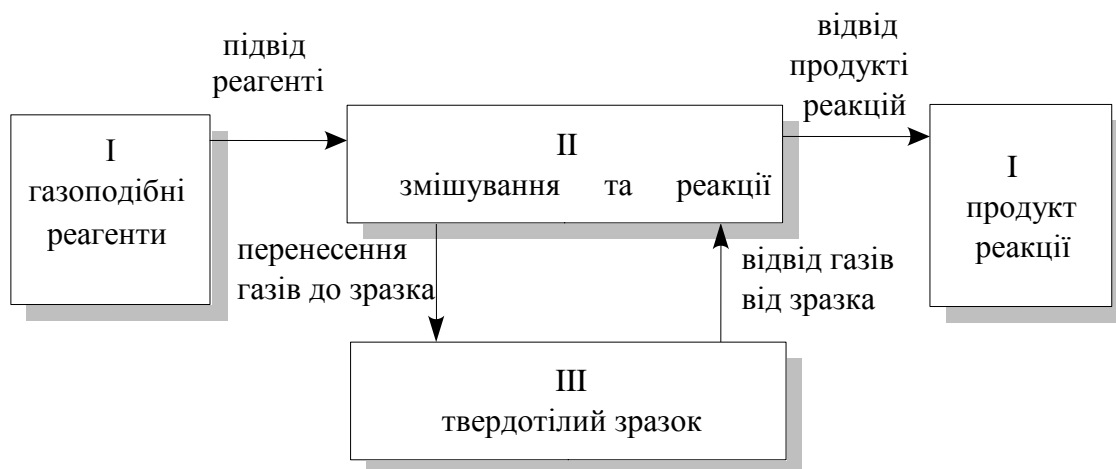 підвід
реагенті
відвід
продукті
реакцій
I
газоподібні
реагенти
II
змішування та реакції
I
продукт
реакції
перенесення
газів до зразка
відвід газів
від зразка
III
твердотілий зразок